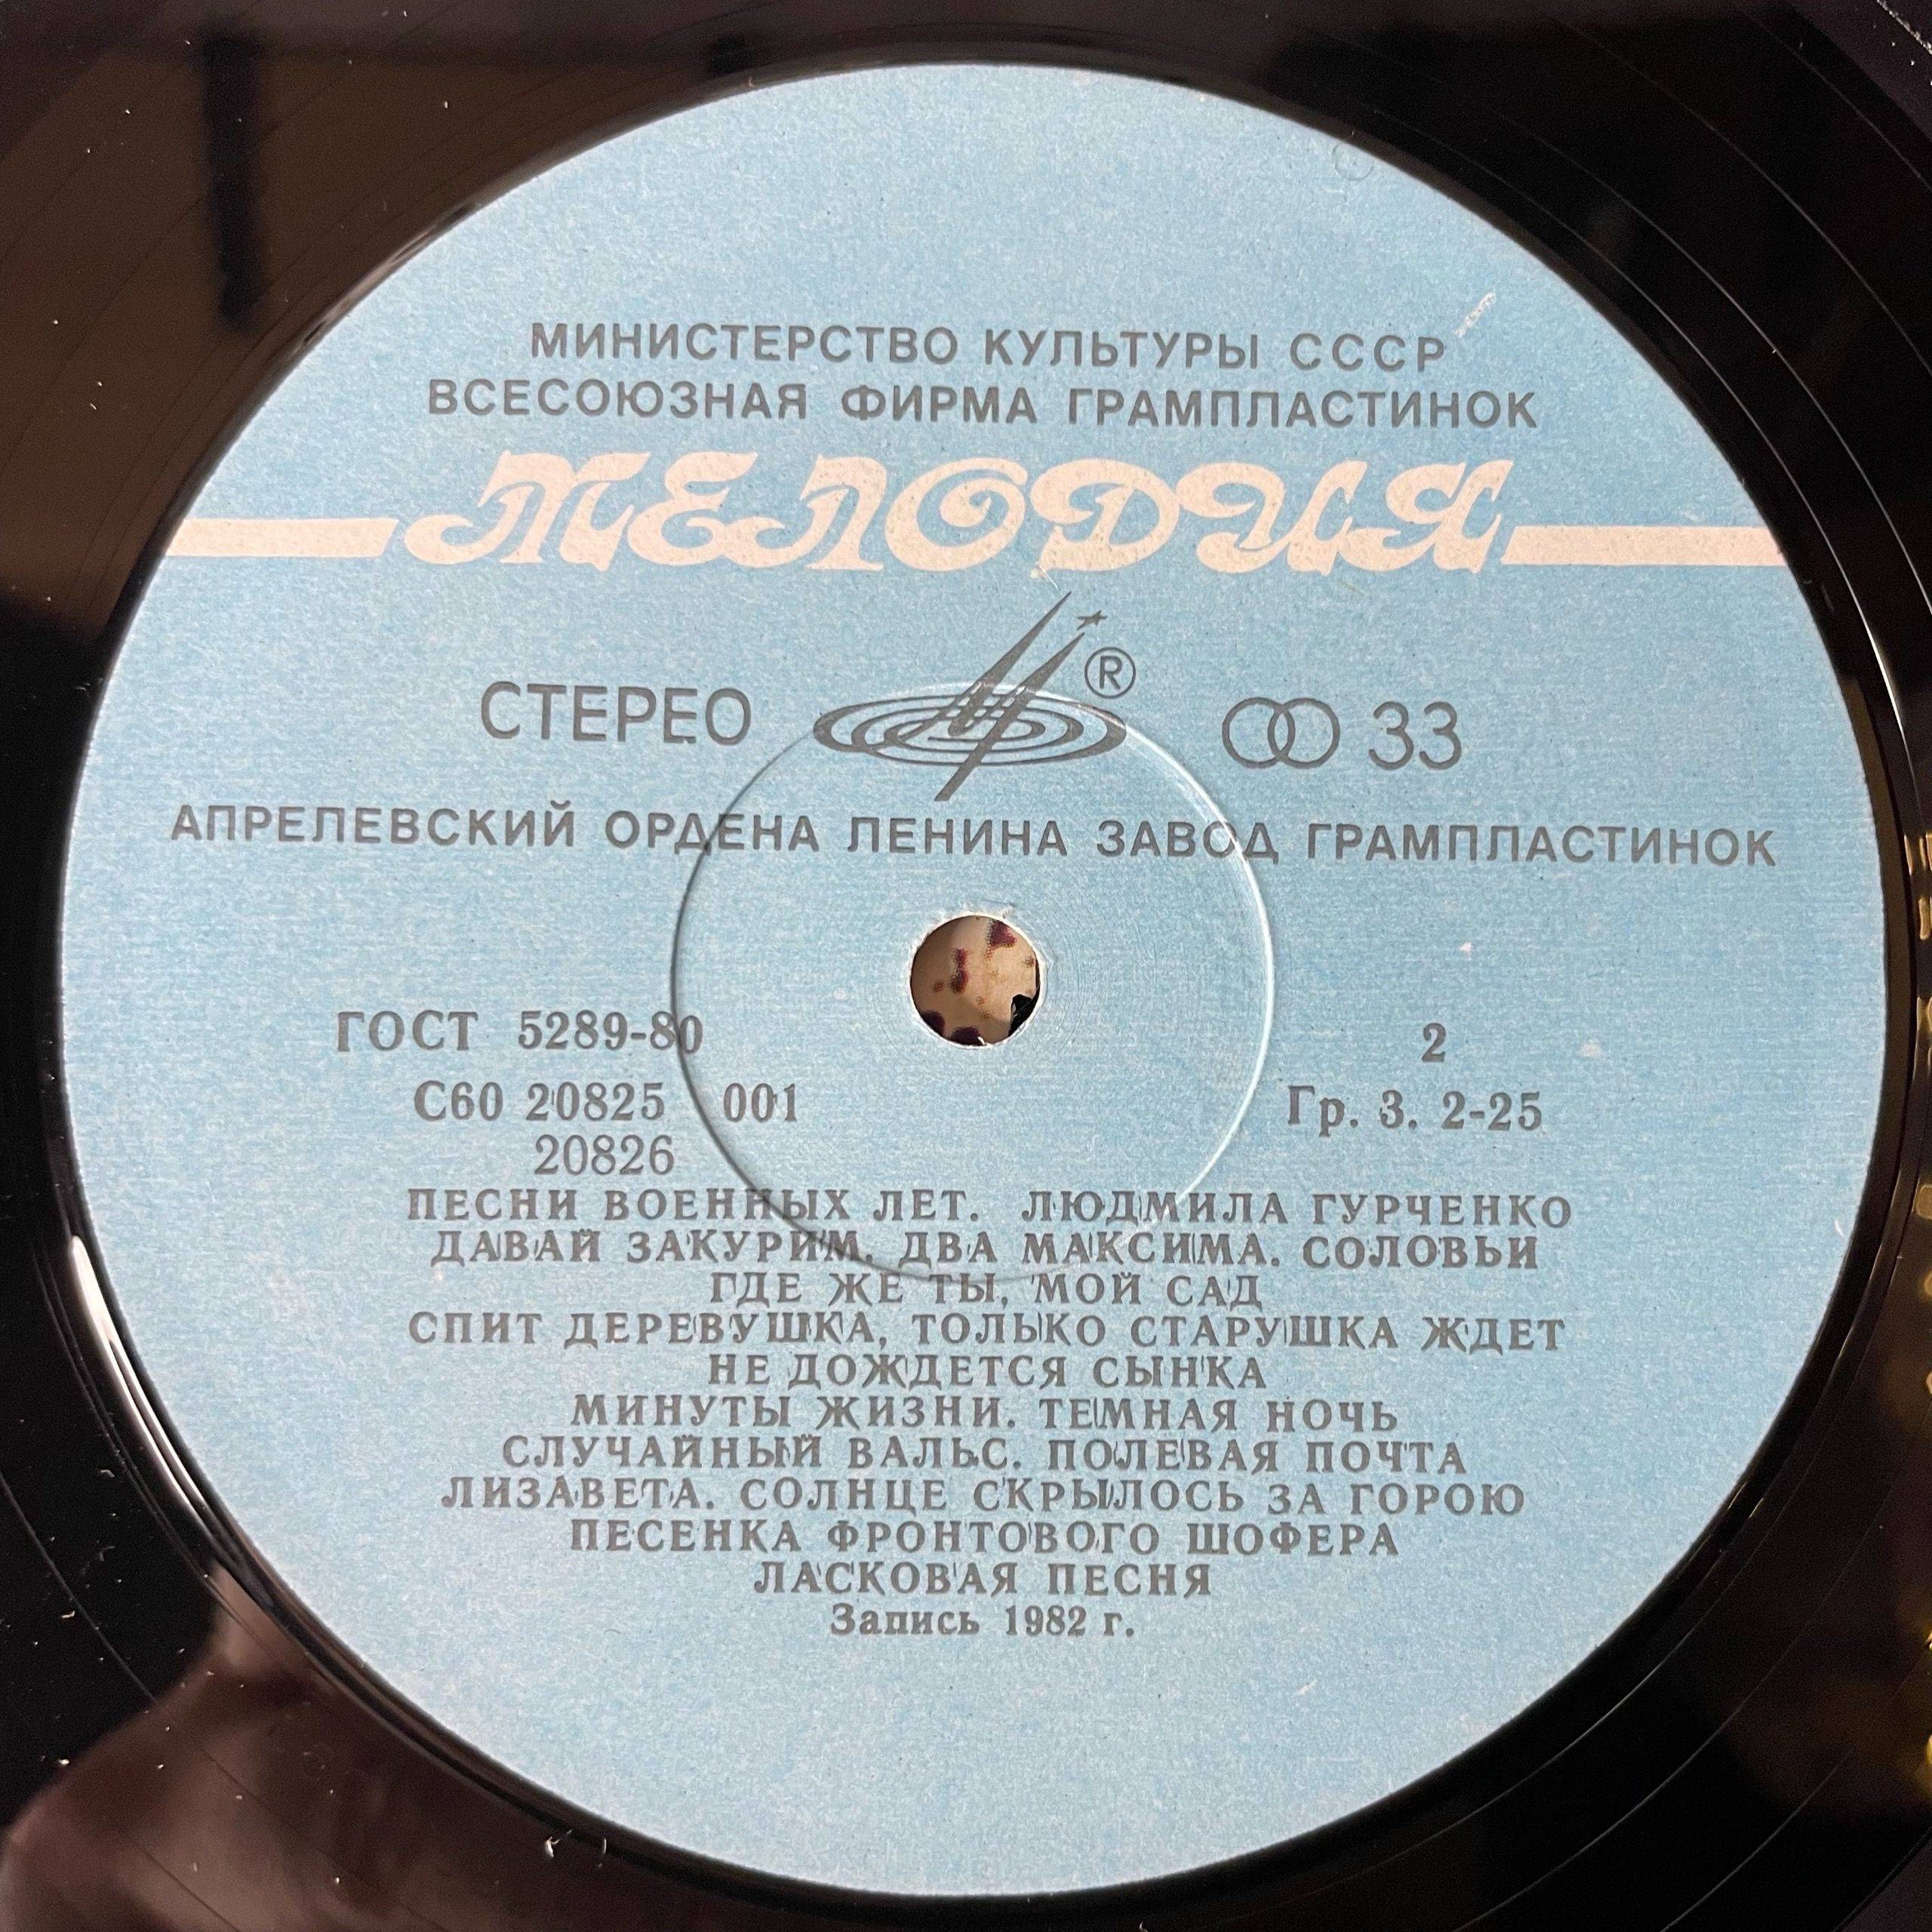 МИНИСТЕРСТВО КУЛЬТУРЫ СССР
ВСЕСОЮЗНАЯ ФИРМА ГРАМПЛАСТИНОК
МЕЛОДИЯ
СТЕРЕО ® 33
АПРЕЛЕВСКИЙ ОРДЕНА ЛЕНИНА ЗАВОД ГРАМПЛАСТИНОК
ГОСТ 5289-80 2
С60 20825 001 Гр. 3. 2-25
20826
ПЕСНИ ВОЕННЫХ ЛЕТ. ЛЮДМИЛА ГУРЧЕНКО
ДАВАЙ ЗАКУРИМ. ДВА МАКСИМА. СОЛОВЬИ
ГДЕ ЖЕ ТЫ, МОЙ САД
СПИТ ДЕРЕВУШКА, ТОЛЬКО СТАРУШКА ЖДЕТ
НЕ ДОЖДЕТСЯ СЫНКА
МИНУТЫ ЖИЗНИ. ТЕМНАЯ НОЧЬ
СЛУЧАЙНЫЙ ВАЛЬС. ПОЛЕВАЯ ПОЧТА
ЛИЗАВЕТА. СОЛНЦЕ СКРЫЛОСЬ ЗА ГОРОЮ
ПЕСЕНКА ФРОНТОВОГО ШОФЕРА
ЛАСКОВАЯ ПЕСНЯ
Запись 1982 г.